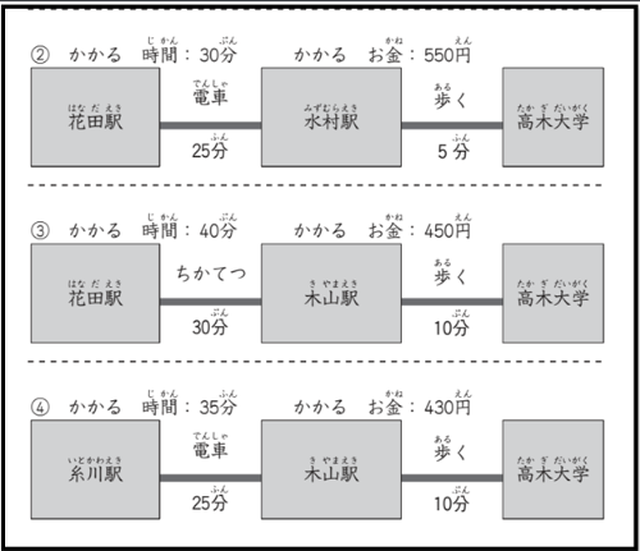 ② かかる 時間：30分 かかる お金：550円
電車 歩く
花田駅 水村駅 高木大学
25分 5分
③ かかる 時間：40分 かかる お金：450円
ちかてつ 歩く
花田駅 木山駅 高木大学
30分 10分
④ かかる 時間：35分 かかる お金：430円
電車 歩く
糸川駅 木山駅 高木大学
25分 10分